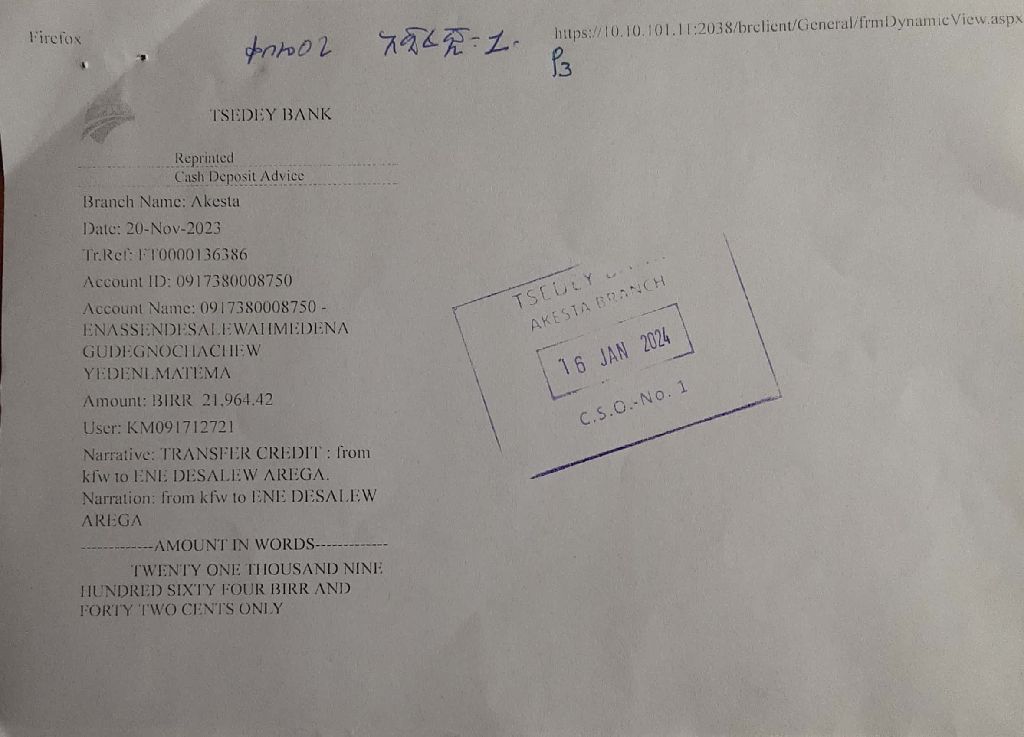 Firefox
https://10.10.101.11:2038/brclient/General/frmDynamicView.aspx
P3
TSEDEY BANK
Reprinted
Cash Deposit Advice
Branch Name: Akesta
Date: 20-Nov-2023
Tr.Ref: FT0000136386
Account ID: 0917380008750
Account Name: 0917380008750 -
ENASSENDESALEWAHMEDENA
GUDEGNOCHACHEW
YEDENLMATEMA
Amount: BIRR 21,964.42
User: KM091712721
Narrative: TRANSFER CREDIT : from
kfw to ENE DESALEW AREGA.
Narration: from kfw to ENE DESALEW
AREGA
-------------AMOUNT IN WORDS-------------
TWENTY ONE THOUSAND NINE
HUNDRED SIXTY FOUR BIRR AND
FORTY TWO CENTS ONLY
TSEDEY
AKESTA BRANCH
16 JAN 2024
C.S.O.-No. 1